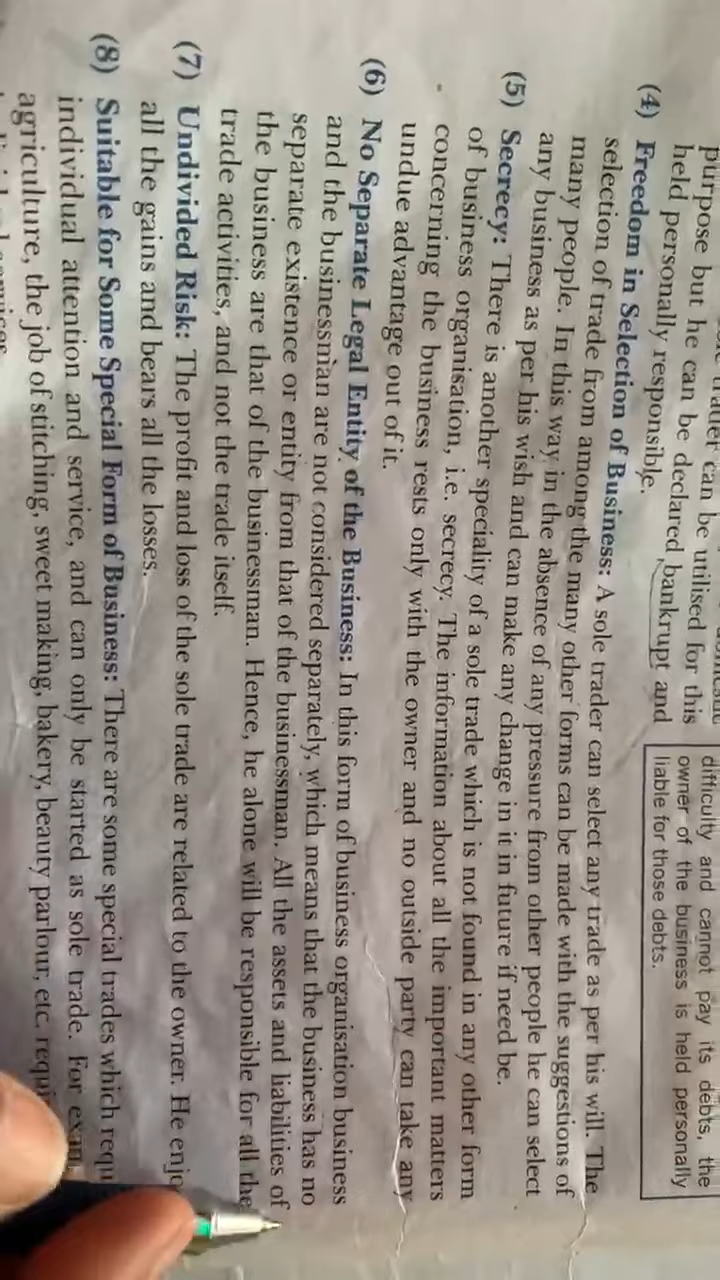 trader can be utilised for this
purpose but he can be declared bankrupt and
held personally responsible.
difficulty and cannot pay its debts, the
owner of the business is held personally
liable for those debts.
(4) Freedom in Selection of Business: A sole trader can select any trade as per his will. The
selection of trade from among the many other forms can be made with the suggestions of
many people. In this way in the absence of any pressure from other people he can select
any business as per his wish and can make any change in it in future if need be.
(5) Secrecy: There is another speciality of a sole trade which is not found in any other form
of business organisation, i.e. secrecy. The information about all the important matters
concerning the business rests only with the owner and no outside party can take any
undue advantage out of it.
(6) No Separate Legal Entity of the Business: In this form of business organisation business
and the businessman are not considered separately, which means that the business has no
separate existence or entity from that of the businessman. All the assets and liabilities of
the business are that of the businessman. Hence, he alone will be responsible for all the
trade activities, and not the trade itself.
(7) Undivided Risk: The profit and loss of the sole trade are related to the owner. He enjo
all the gains and bears all the losses.
(8) Suitable for Some Special Form of Business: There are some special trades which requ
individual attention and service, and can only be started as sole trade. For exam
agriculture, the job of stitching, sweet making, bakery, beauty parlour, etc. requi